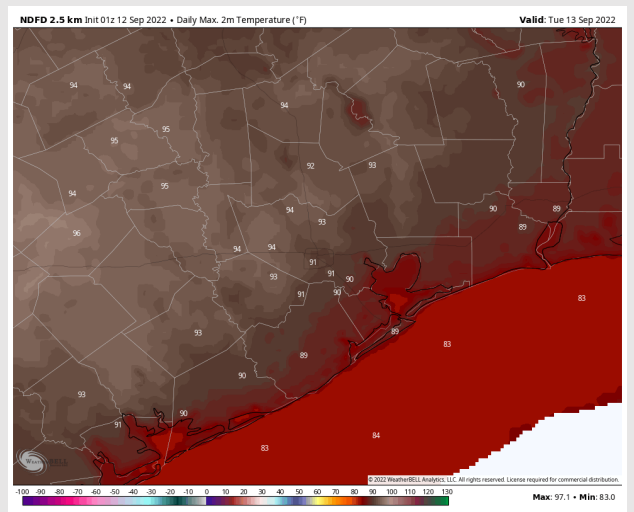 NDFD 2.5 km Init 01z 12 Sep 2022 • Daily Max. 2m Temperature (°F) Valid: Tue 13 Sep 2022
94 94 90
94
95
95
92 93
95
94
94 90 89
93 89
96
94 94
91
93 91 90
91 90 83
93 89
83
89
90
93
90
91
84
83
WeatherBELL
© 2022 WeatherBELL Analytics, LLC. All rights reserved. License required for commercial distribution.
-100 -90 -80 -70 -60 -50 -40 -30 -20 -10 0 10 20 30 40 50 60 70 80 90 100 110 120 130
Max: 97.1 • Min: 83.0